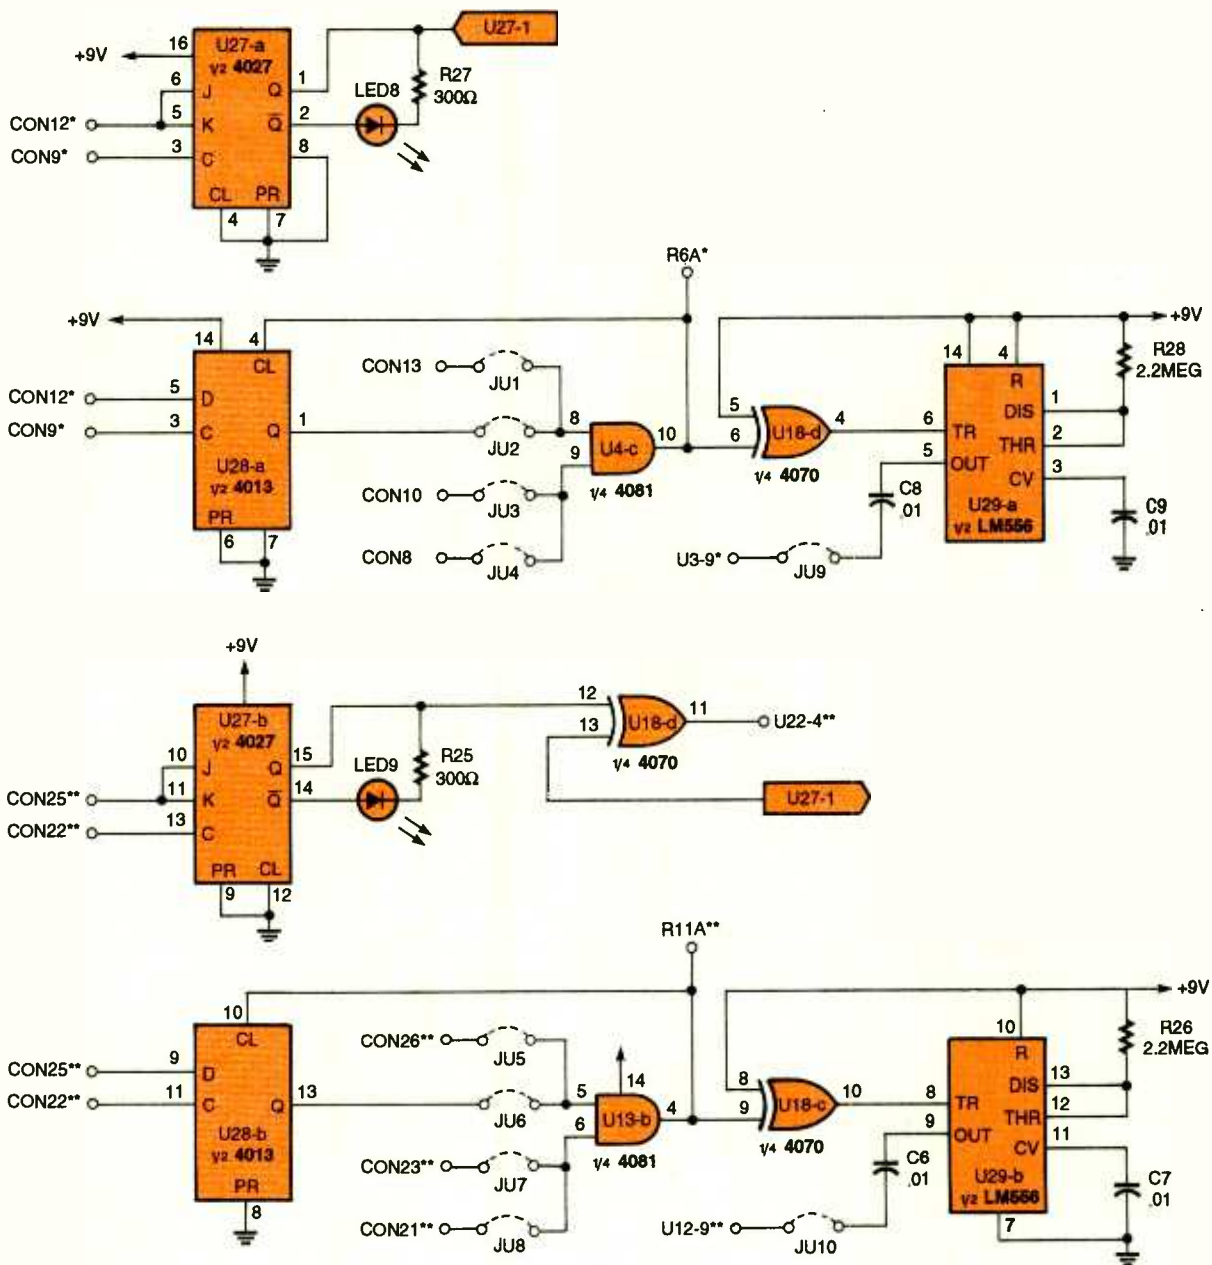 U27-1
+9V
16
U27-a
½ 4027
6
J
Q
1
CON12*
5
K
Q
2
LED8
R27
300Ω
CON9*
3
C
8
CL
PR
4
7
R6A*
+9V
14
4
CL
CON12*
5
D
CON9*
3
C
Q
1
U28-a
½ 4013
PR
6
7
CON13
JU1
JU2
8
9
U4-c
10
¼ 4081
CON10
JU3
CON8
JU4
5
6
U18-d
4
¼ 4070
+9V
14
4
R
R28
2.2MEG
DIS
1
6
TR
THR
2
5
OUT
CV
3
U29-a
½ LM556
C8
.01
C9
.01
U3-9*
JU9
+9V
U27-b
½ 4027
10
J
Q
15
CON25**
11
K
Q
14
LED9
R25
300Ω
CON22**
13
C
PR
CL
9
12
12
13
U18-d
11
U22-4**
¼ 4070
U27-1
R11A**
10
CL
CON25**
9
D
CON22**
11
C
Q
13
U28-b
½ 4013
PR
8
CON26**
JU5
JU6
5
6
14
U13-b
4
¼ 4081
CON23**
JU7
CON21**
JU8
8
9
U18-c
10
¼ 4070
+9V
10
R
R26
2.2MEG
DIS
13
8
TR
THR
12
9
OUT
CV
11
U29-b
½ LM556
7
C6
.01
C7
.01
U12-9**
JU10